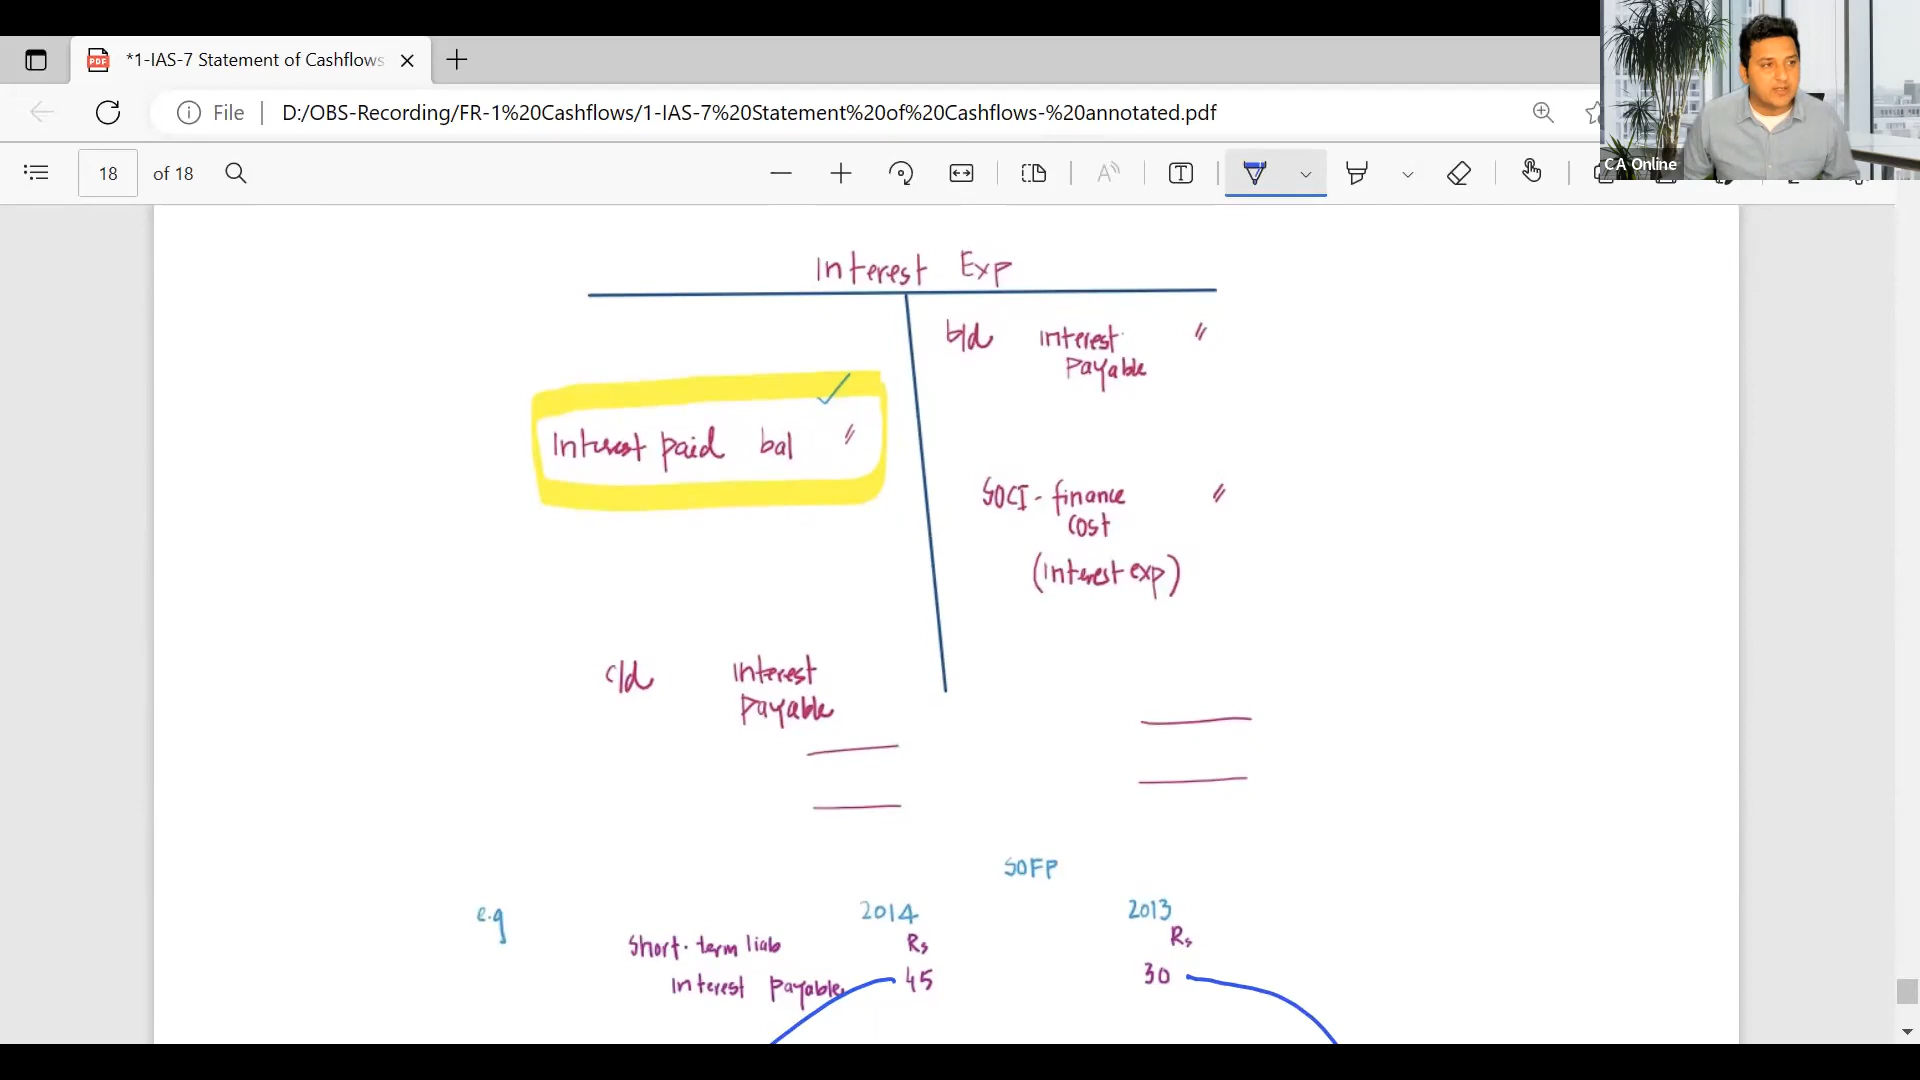 *1-IAS-7 Statement of Cashflows
File D:/OBS-Recording/FR-1%20Cashflows/1-IAS-7%20Statement%20of%20Cashflows-%20annotated.pdf
CA Online
18 of 18
Interest Exp
b/d Interest payable "
Interest paid bal "
SOCI - finance cost "
(interest exp)
c/d Interest payable
SOFP
e.g 2014 2013
Short-term liab Rs Rs
Interest payable 45 30